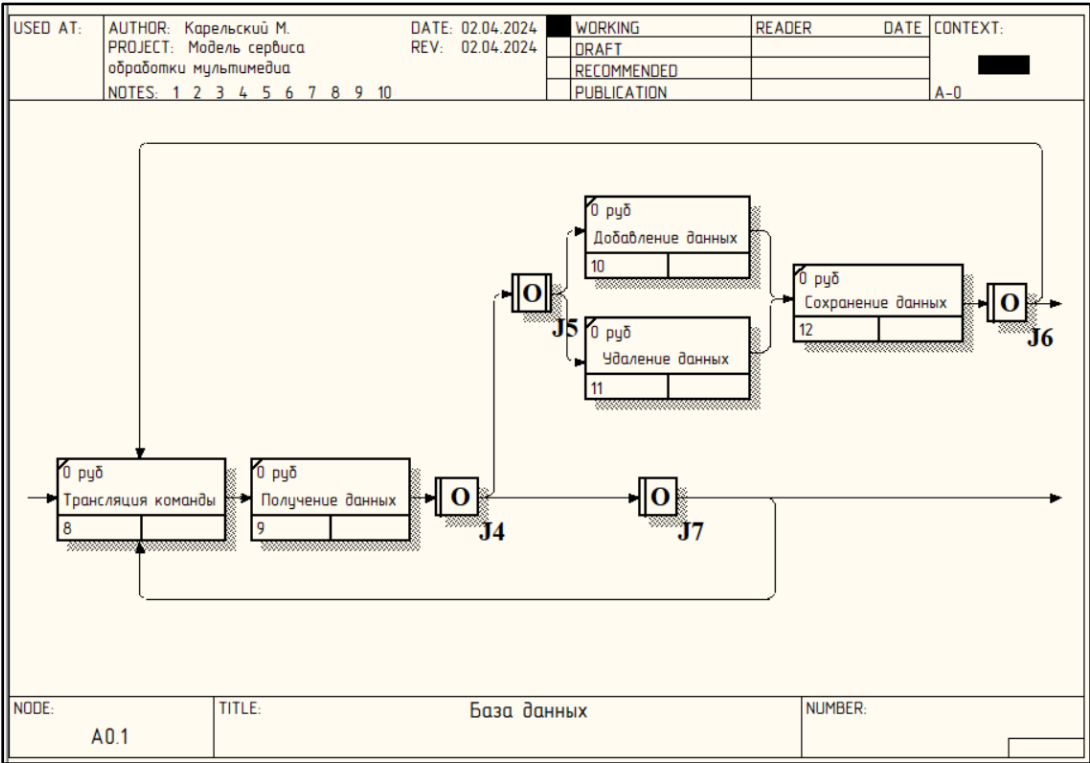 USED AT:
AUTHOR: Карельский М.
DATE: 02.04.2024
PROJECT: Модель сервиса
REV: 02.04.2024
обработки мультимедиа
NOTES: 1 2 3 4 5 6 7 8 9 10
WORKING
DRAFT
RECOMMENDED
PUBLICATION
READER DATE
CONTEXT:
A-0
0 руб
Добавление данных
10
O
J5
0 руб
Удаление данных
11
0 руб
Сохранение данных
12
O
J6
0 руб
Трансляция команды
8
0 руб
Получение данных
9
O
J4
O
J7
NODE:
A0.1
TITLE:
База данных
NUMBER: